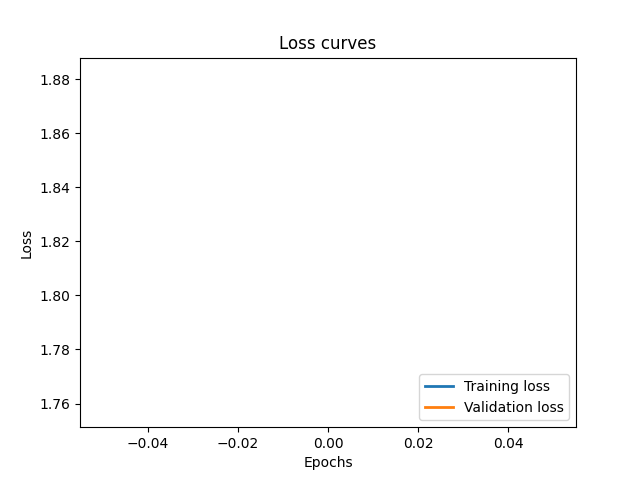 Loss curves
1.88
1.86
1.84
1.82
1.80
1.78
1.76
Loss
Training loss
Validation loss
−0.04 −0.02 0.00 0.02 0.04
Epochs